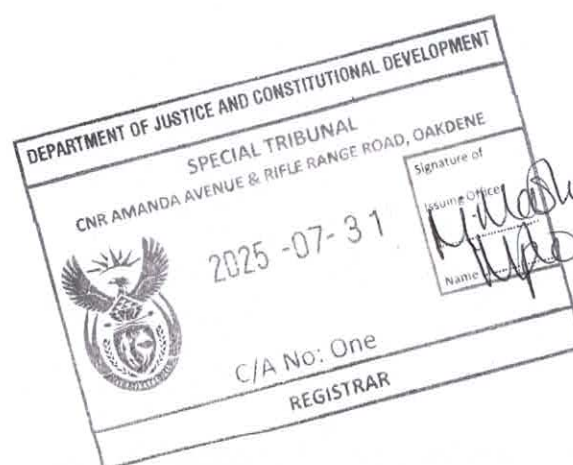 DEPARTMENT OF JUSTICE AND CONSTITUTIONAL DEVELOPMENT
SPECIAL TRIBUNAL
CNR AMANDA AVENUE & RIFLE RANGE ROAD, OAKDENE
Signature of
Issuing Officer
2025-07-31
Name
C/A No: One
REGISTRAR